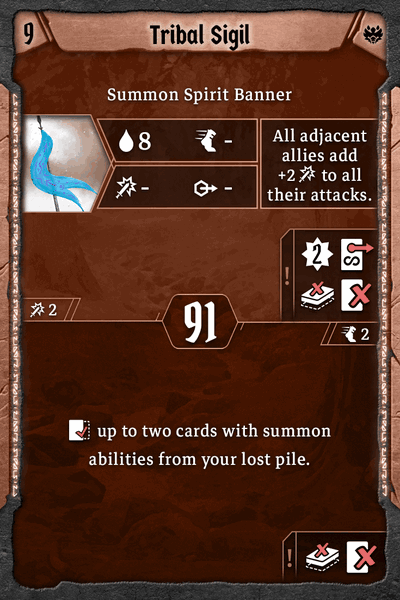 9
Tribal Sigil
Summon Spirit Banner
8
-
-
-
All adjacent
allies add
+2 to all
their attacks.
2
!
S
2
91
2
up to two cards with summon
abilities from your lost pile.
!